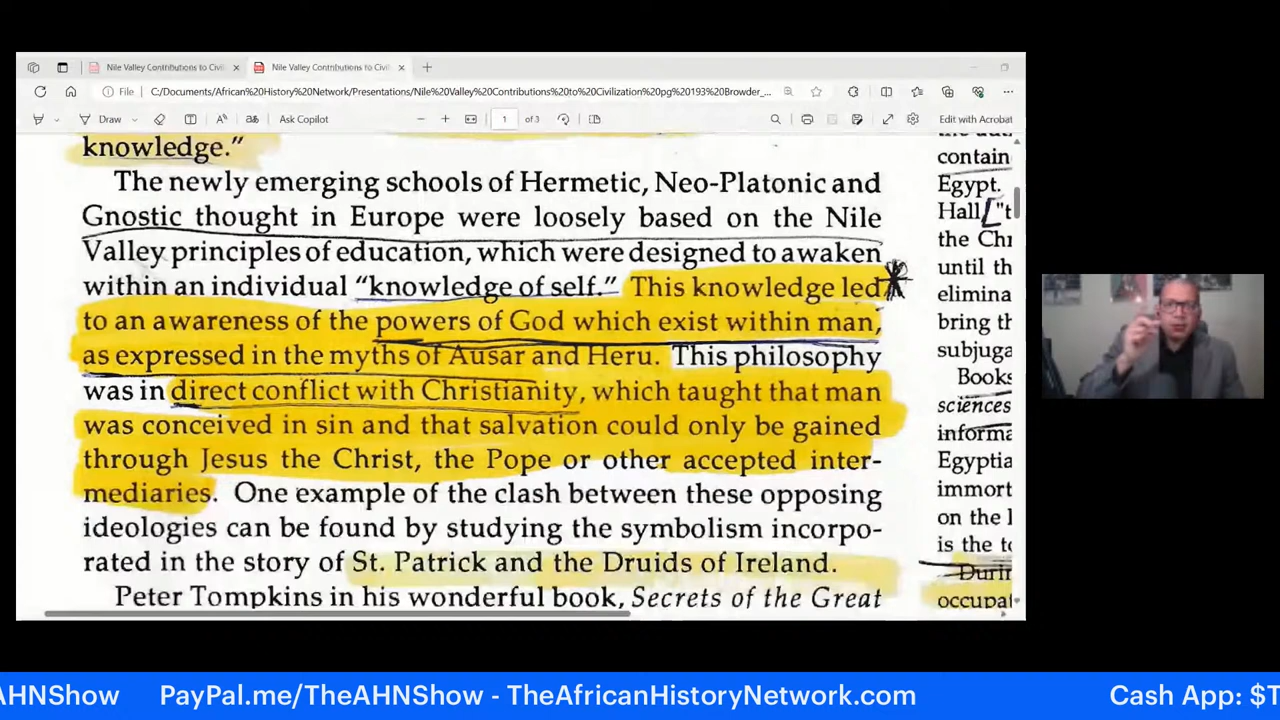 Nile Valley Contributions to Civi
Nile Valley Contributions to Civi
File
C:/Documents/African%20History%20Network/Presentations/Nile%20Valley%20Contributions%20to%20Civilization%20pg%20193%20Browder_...
Draw
Ask Copilot
1
of 3
Edit with Acrobat
knowledge."
The newly emerging schools of Hermetic, Neo-Platonic and
Gnostic thought in Europe were loosely based on the Nile
Valley principles of education, which were designed to awaken
within an individual "knowledge of self." This knowledge led
to an awareness of the powers of God which exist within man,
as expressed in the myths of Ausar and Heru. This philosophy
was in direct conflict with Christianity, which taught that man
was conceived in sin and that salvation could only be gained
through Jesus the Christ, the Pope or other accepted inter-
mediaries. One example of the clash between these opposing
ideologies can be found by studying the symbolism incorpo-
rated in the story of St. Patrick and the Druids of Ireland.
Peter Tompkins in his wonderful book, Secrets of the Great
contain
Egypt.
Hall, "t
the Chr
until th
elimina
bring th
subjuga
Books
sciences
informa
Egyptia
immort
on the
is the to
Durin
occupat
AHNShow PayPal.me/TheAHNShow - TheAfricanHistoryNetwork.com Cash App: $T